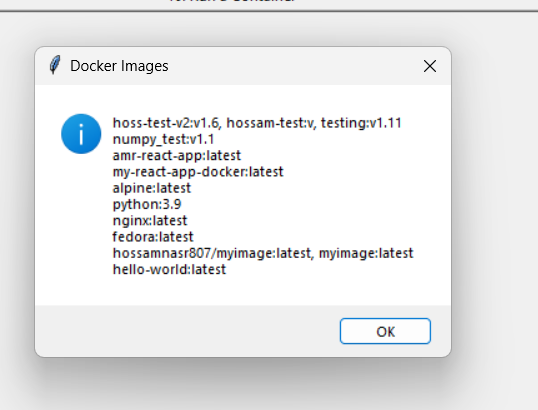 Docker Images
hoss-test-v2:v1.6, hossam-test:v, testing:v1.11
numpy_test:v1.1
amr-react-app:latest
my-react-app-docker:latest
alpine:latest
python:3.9
nginx:latest
fedora:latest
hossamnasr807/myimage:latest, myimage:latest
hello-world:latest
OK